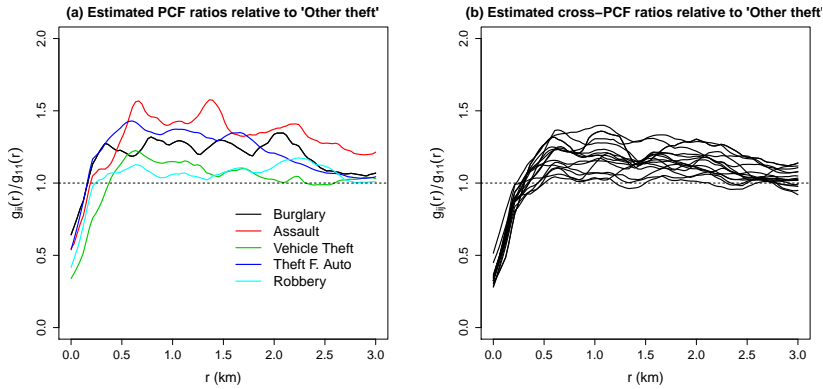 (a) Estimated PCF ratios relative to 'Other theft'
gii(r)/g11(r)
2.0
1.5
1.0
0.5
0.0
Burglary
Assault
Vehicle Theft
Theft F. Auto
Robbery
0.0 0.5 1.0 1.5 2.0 2.5 3.0
r (km)
(b) Estimated cross−PCF ratios relative to 'Other theft'
gij(r)/g11(r)
2.0
1.5
1.0
0.5
0.0
0.0 0.5 1.0 1.5 2.0 2.5 3.0
r (km)